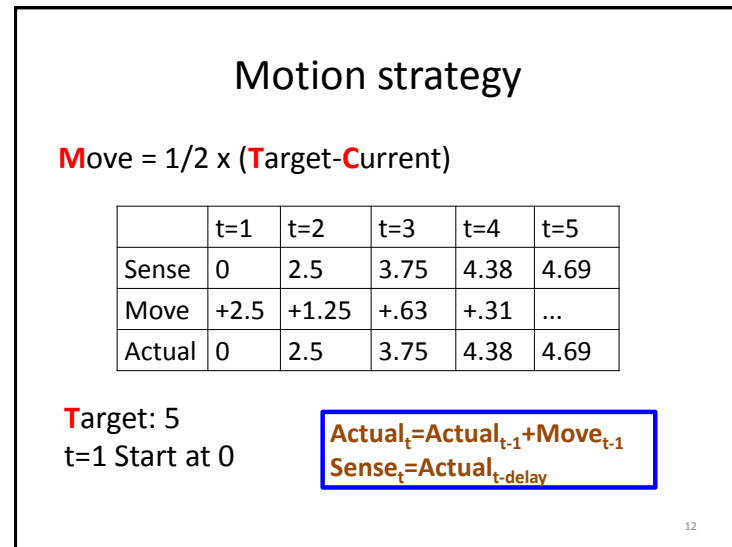 Motion strategy
Move = 1/2 x (Target-Current)
t=1 t=2 t=3 t=4 t=5
Sense 0 2.5 3.75 4.38 4.69
Move +2.5 +1.25 +.63 +.31 ...
Actual 0 2.5 3.75 4.38 4.69
Target: 5
t=1 Start at 0
Actualₜ=Actualₜ₋₁+Moveₜ₋₁
Senseₜ=Actual_t-delay
12